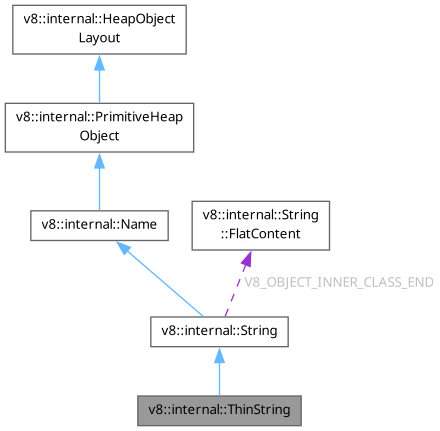 v8::internal::HeapObject
Layout
v8::internal::PrimitiveHeap
Object
v8::internal::Name
v8::internal::String
::FlatContent
V8_OBJECT_INNER_CLASS_END
v8::internal::String
v8::internal::ThinString